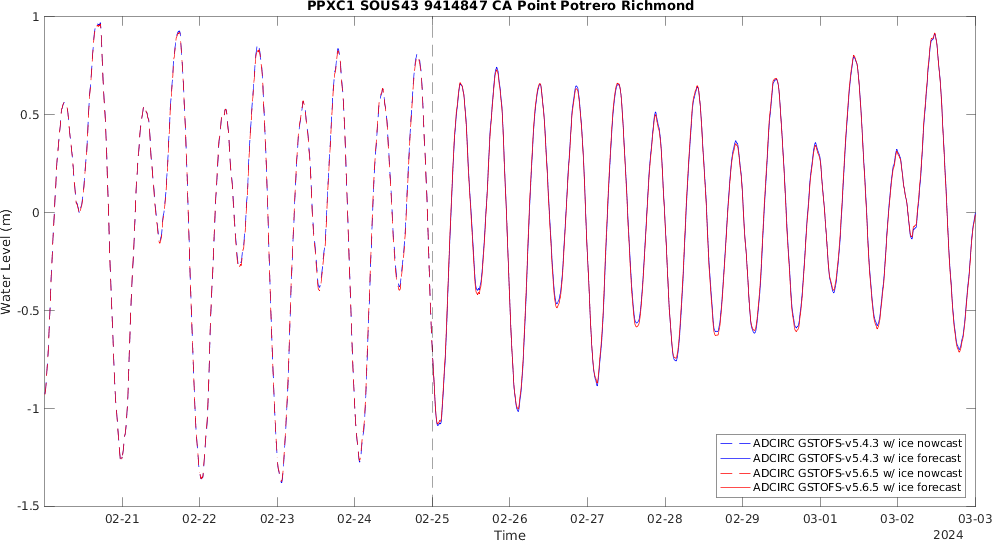 PPXC1 SOUS43 9414847 CA Point Potrero Richmond
1
0.5
0
-0.5
-1
-1.5
Water Level (m)
02-21 02-22 02-23 02-24 02-25 02-26 02-27 02-28 02-29 03-01 03-02 03-03
Time
2024
ADCIRC GSTOFS-v5.4.3 w/ ice nowcast
ADCIRC GSTOFS-v5.4.3 w/ ice forecast
ADCIRC GSTOFS-v5.6.5 w/ ice nowcast
ADCIRC GSTOFS-v5.6.5 w/ ice forecast